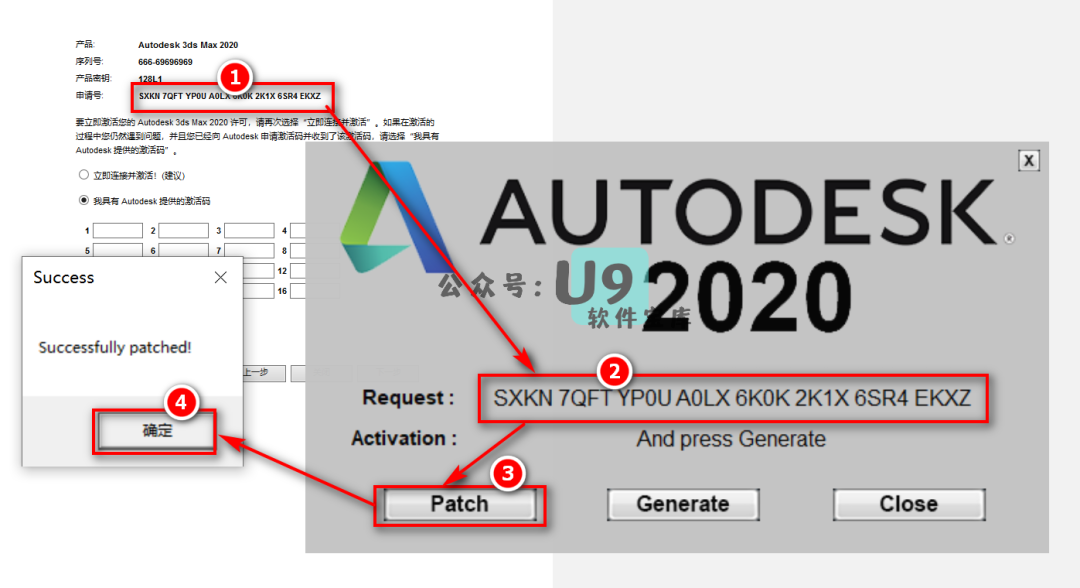 产品: Autodesk 3ds Max 2020
序列号: 666-69696969
产品密钥: 128L1
申请号: SXKN 7QFT YP0U A0LX 6K0K 2K1X 6SR4 EKXZ
1
要立即激活您的 Autodesk 3ds Max 2020 许可，请再次选择“立即连接并激活”。如果在激活的
过程中您仍然遇到问题，并且您已经向 Autodesk 申请激活码并收到了该激活码，请选择“我具有
Autodesk 提供的激活码”。
立即连接并激活！(建议)
我具有 Autodesk 提供的激活码
1 2 3 4
5 6 7 8
12
16
上一步
Success
Successfully patched!
4
确定
X
AUTODESK®
2020
公众号:U9
软件
2
Request : SXKN 7QFT YP0U A0LX 6K0K 2K1X 6SR4 EKXZ
Activation : And press Generate
3
Patch Generate Close